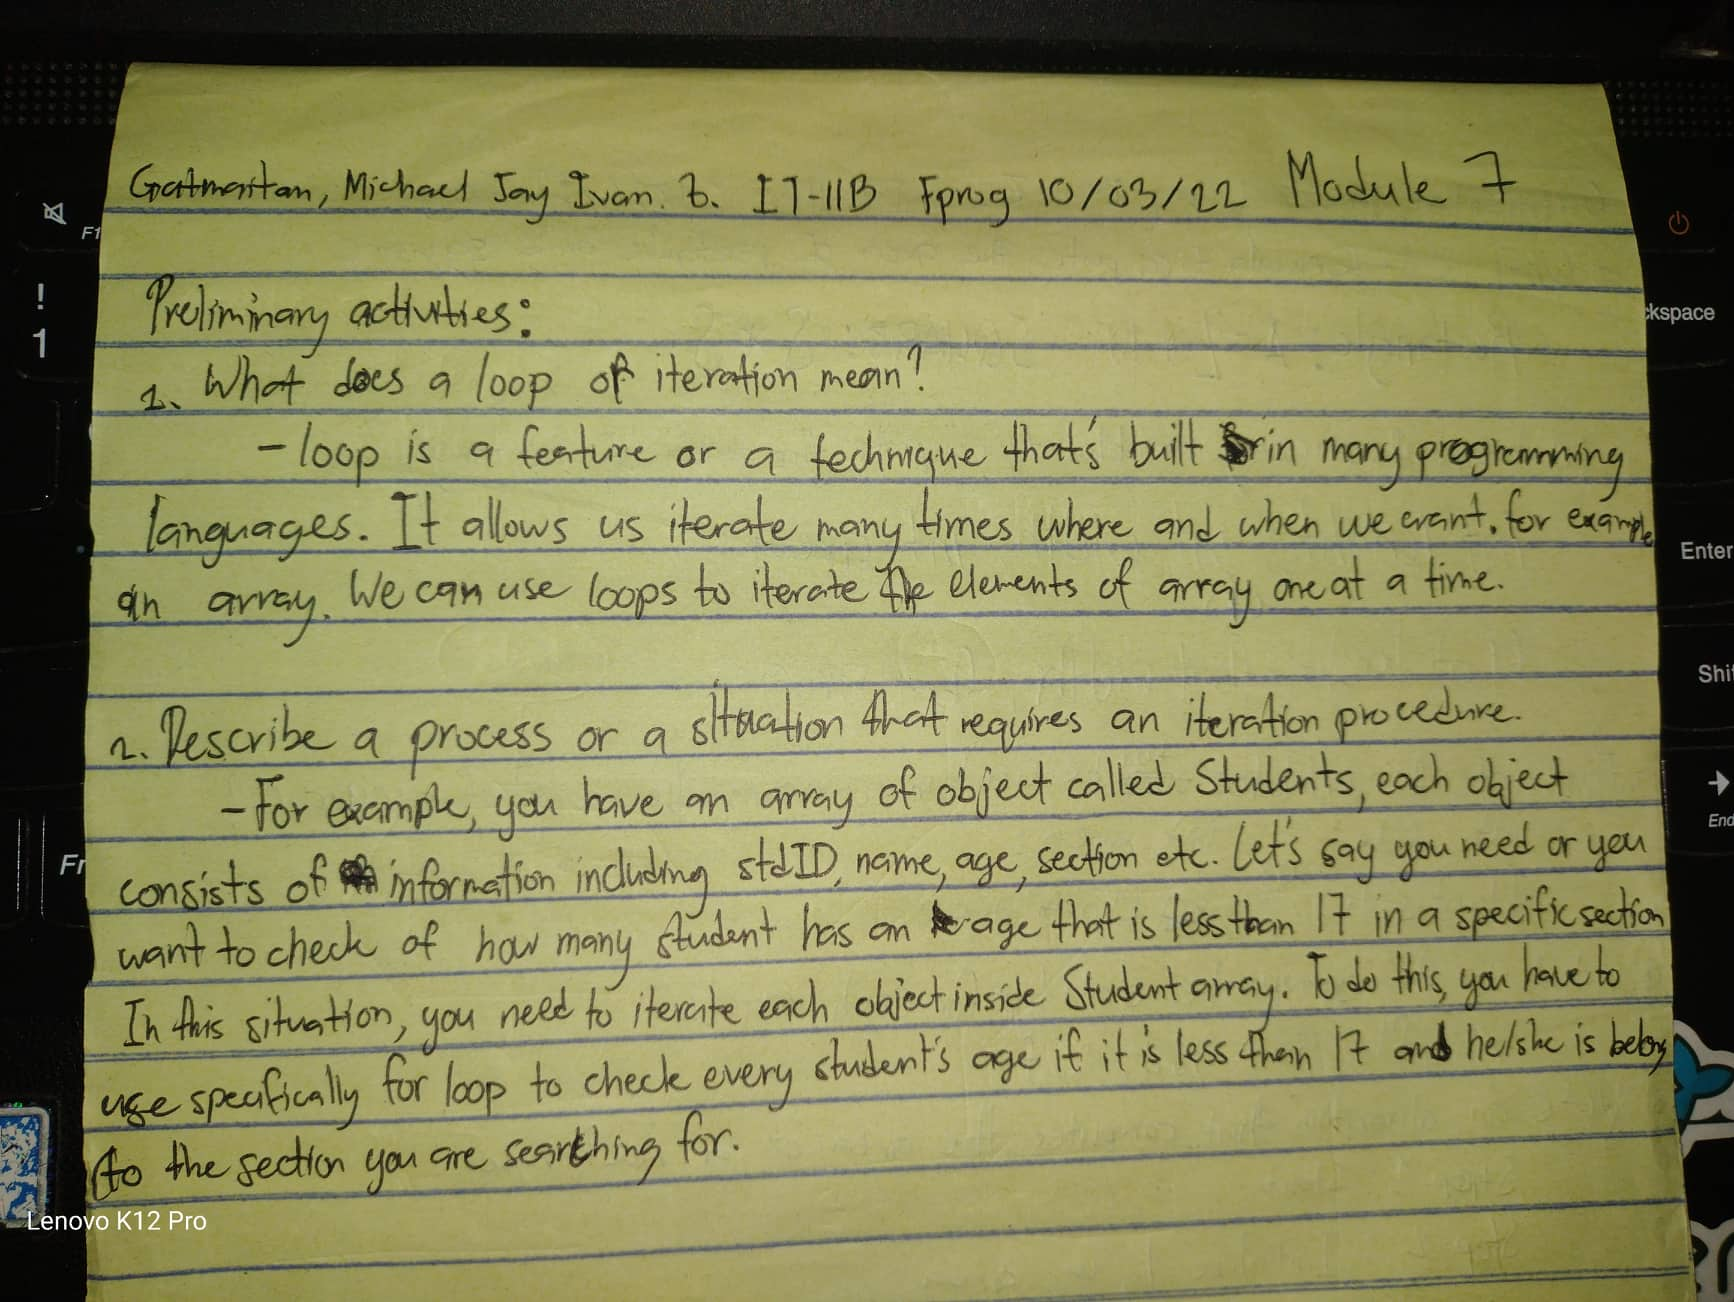 Gatmaitan, Michael Jay Ivan. Z. IT-11B Fprog 10/03/22 Module 7
Preliminary activities:
1. What does a loop of iteration mean?
- loop is a feature or a technique that's built in many programming
languages. It allows us iterate many times where and when we want. for example
an array. We can use loops to iterate the elements of array one at a time.
2. Describe a process or a situation that requires an iteration procedure.
- For example, you have an array of object called Students, each object
consists of information including stdID, name, age, section etc. Let's say you need or you
want to check of how many student has an age that is less than 17 in a specific section
In this situation, you need to iterate each object inside Student array. To do this, you have to
use specifically for loop to check every student's age if it is less than 17 and he/she is belong
to the section you are searching for.
Lenovo K12 Pro
F1
!
1
Fn
kspace
Enter
Shif
End